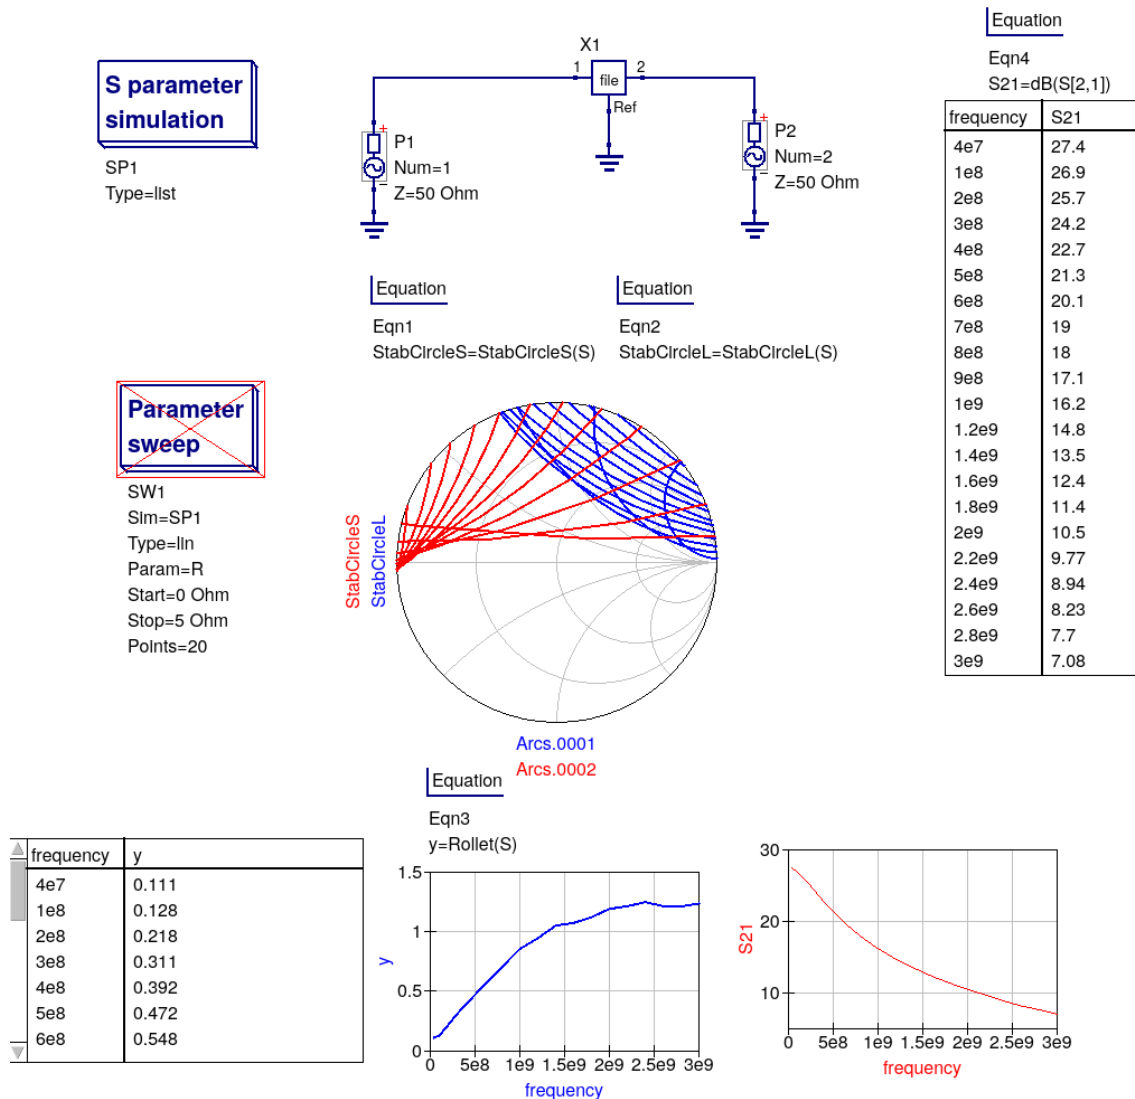 Equation
Eqn4
S21=dB(S[2,1])
S parameter
simulation
SP1
Type=list
X1
1
file
2
Ref
+
P1
Num=1
Z=50 Ohm
+
P2
Num=2
Z=50 Ohm
frequency S21
4e7 27.4
1e8 26.9
2e8 25.7
3e8 24.2
4e8 22.7
5e8 21.3
6e8 20.1
7e8 19
8e8 18
9e8 17.1
1e9 16.2
1.2e9 14.8
1.4e9 13.5
1.6e9 12.4
1.8e9 11.4
2e9 10.5
2.2e9 9.77
2.4e9 8.94
2.6e9 8.23
2.8e9 7.7
3e9 7.08
Equation
Eqn1
StabCircleS=StabCircleS(S)
Equation
Eqn2
StabCircleL=StabCircleL(S)
Parameter
sweep
SW1
Sim=SP1
Type=lin
Param=R
Start=0 Ohm
Stop=5 Ohm
Points=20
StabCircleS
StabCircleL
Arcs.0001
Arcs.0002
Equation
Eqn3
y=Rollet(S)
frequency y
4e7 0.111
1e8 0.128
2e8 0.218
3e8 0.311
4e8 0.392
5e8 0.472
6e8 0.548
y
1.5
1
0.5
0
0 5e8 1e9 1.5e9 2e9 2.5e9 3e9
frequency
S21
30
20
10
0 5e8 1e9 1.5e9 2e9 2.5e9 3e9
frequency